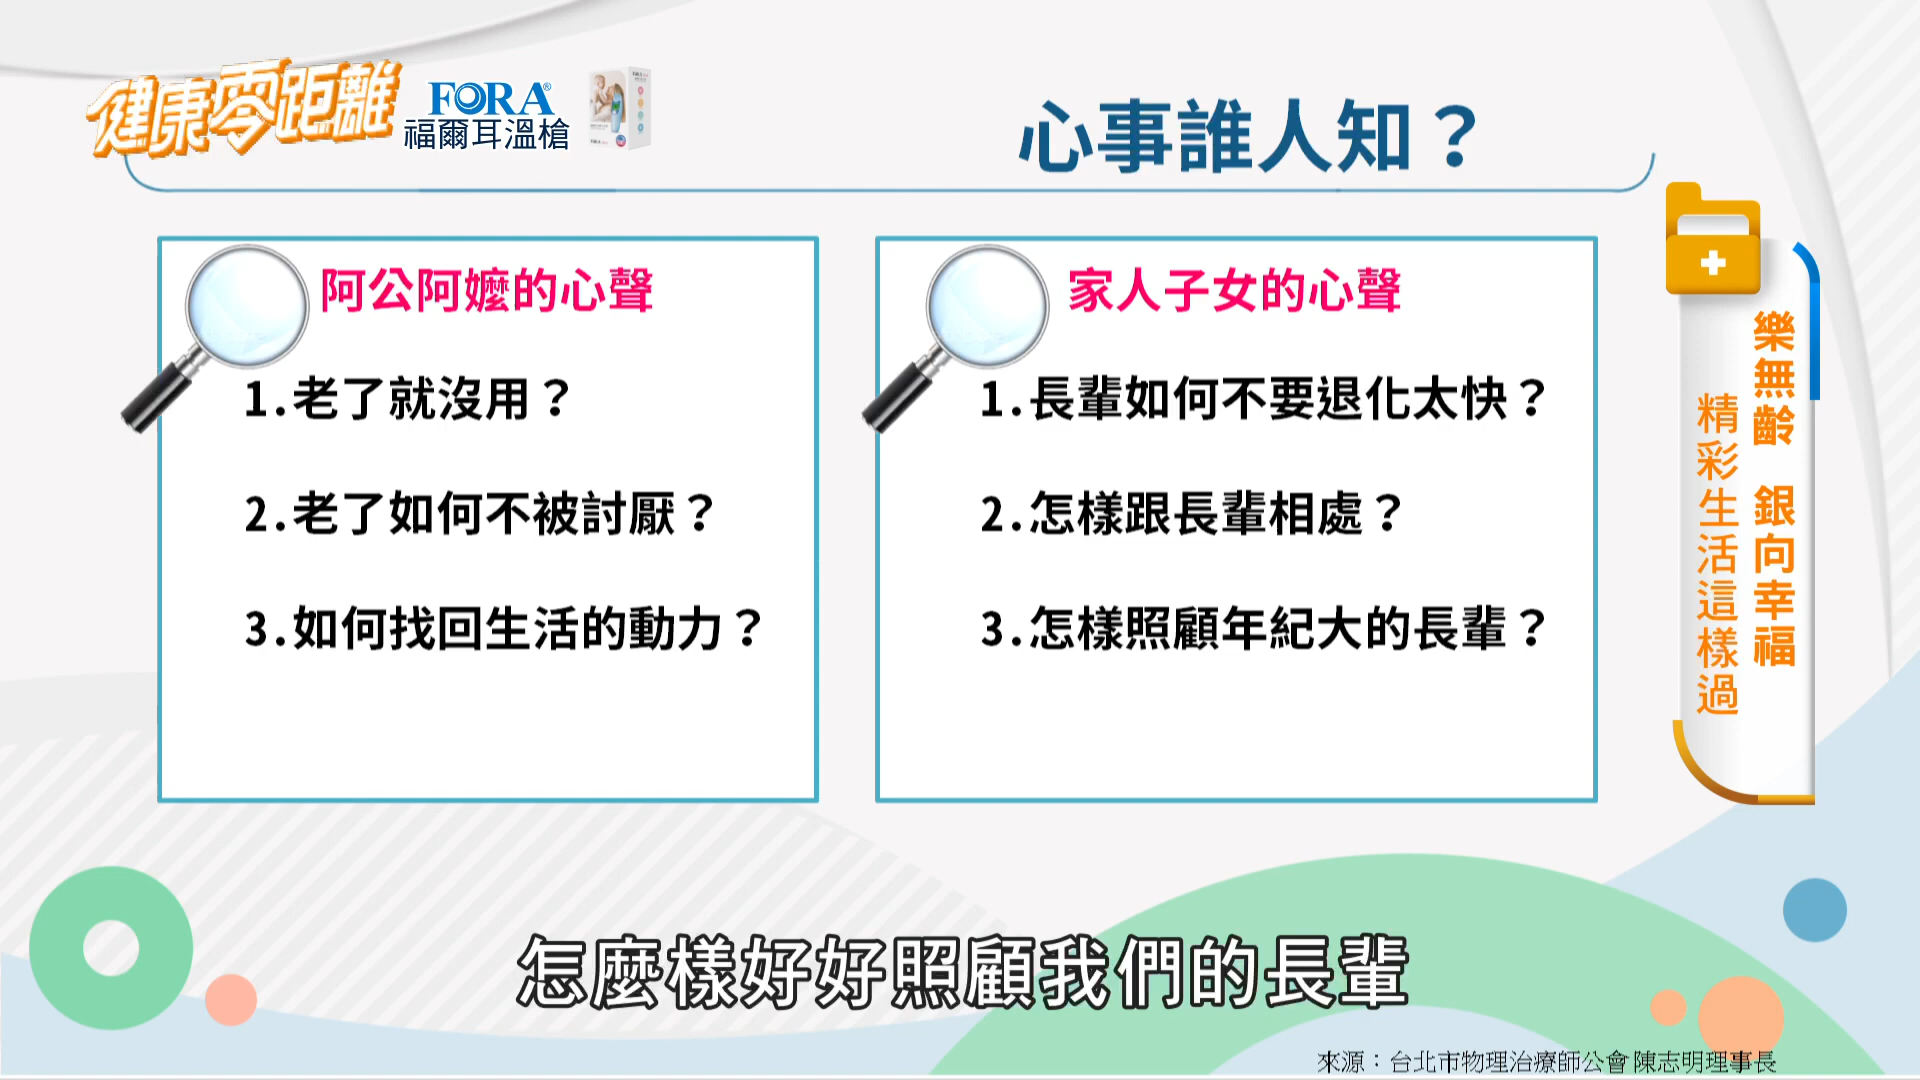 健康零距離
FORA®
福爾耳溫槍
心事誰人知？
阿公阿嬤的心聲
1.老了就沒用？
2.老了如何不被討厭？
3.如何找回生活的動力？
家人子女的心聲
1.長輩如何不要退化太快？
2.怎樣跟長輩相處？
3.怎樣照顧年紀大的長輩？
樂無齡 銀向幸福
精彩生活這樣過
怎麼樣好好照顧我們的長輩
來源：台北市物理治療師公會 陳志明理事長